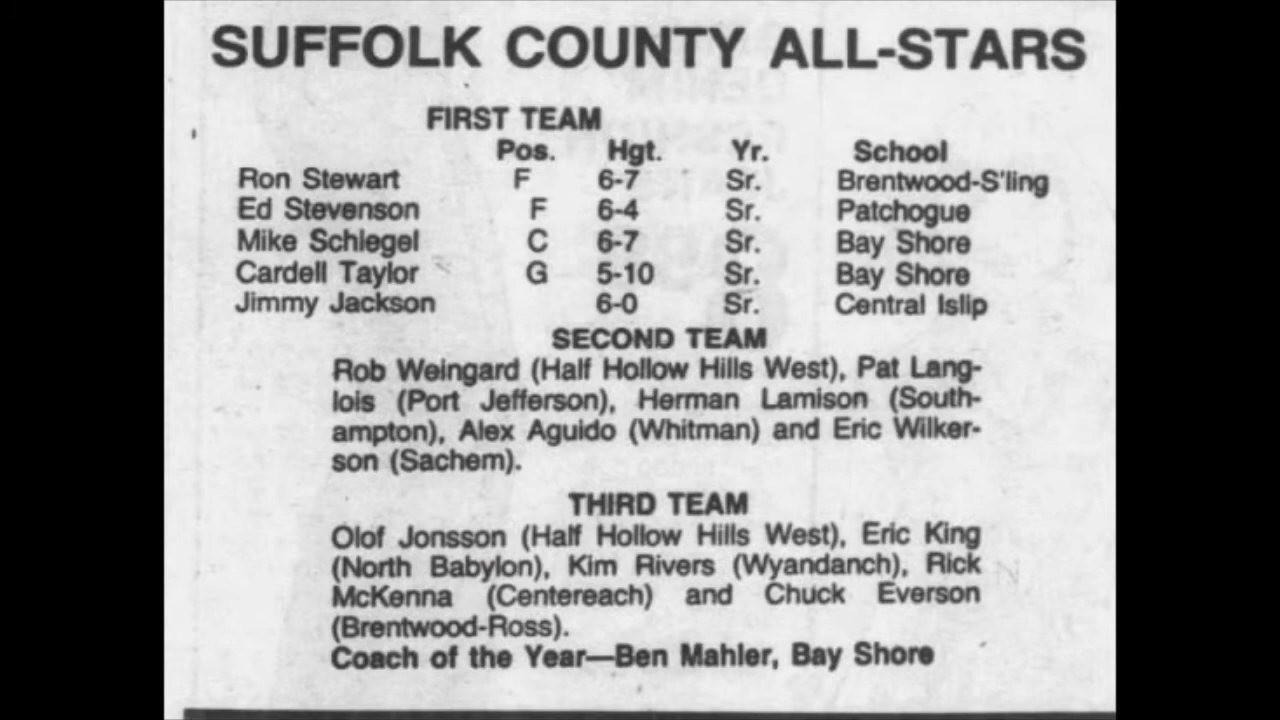 SUFFOLK COUNTY ALL-STARS
FIRST TEAM
Pos. Hgt. Yr. School
Ron Stewart F 6-7 Sr. Brentwood-S'ling
Ed Stevenson F 6-4 Sr. Patchogue
Mike Schlegel C 6-7 Sr. Bay Shore
Cardell Taylor G 5-10 Sr. Bay Shore
Jimmy Jackson 6-0 Sr. Central Islip
SECOND TEAM
Rob Weingard (Half Hollow Hills West), Pat Lang-
lois (Port Jefferson), Herman Lamison (South-
ampton), Alex Aguido (Whitman) and Eric Wilker-
son (Sachem).
THIRD TEAM
Olof Jonsson (Half Hollow Hills West), Eric King
(North Babylon), Kim Rivers (Wyandanch), Rick
McKenna (Centereach) and Chuck Everson
(Brentwood-Ross).
Coach of the Year—Ben Mahler, Bay Shore